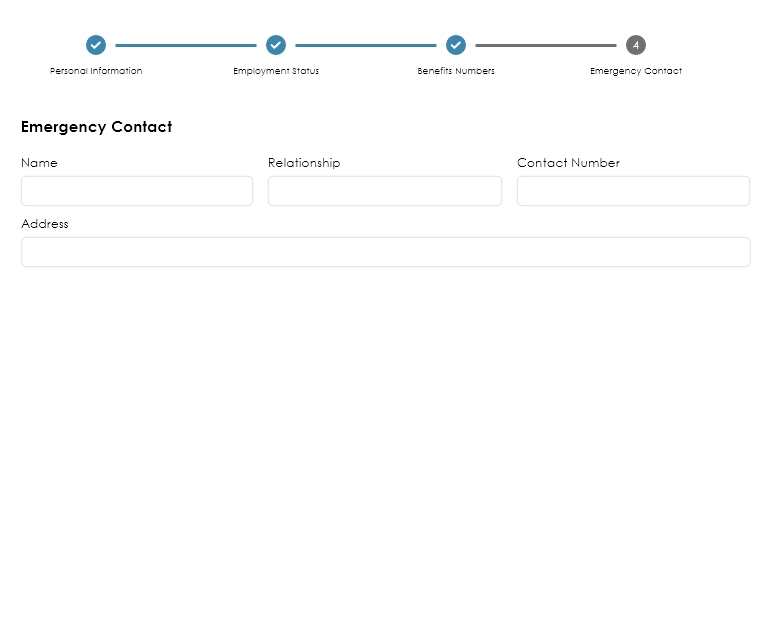 4
Personal Information Employment Status Benefits Numbers Emergency Contact
Emergency Contact
Name Relationship Contact Number
Address